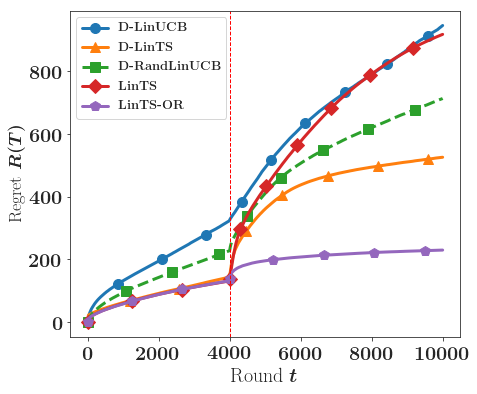 D-LinUCB
D-LinTS
D-RandLinUCB
LinTS
LinTS-OR
Regret R(T)
800
600
400
200
0
0 2000 4000 6000 8000 10000
Round t